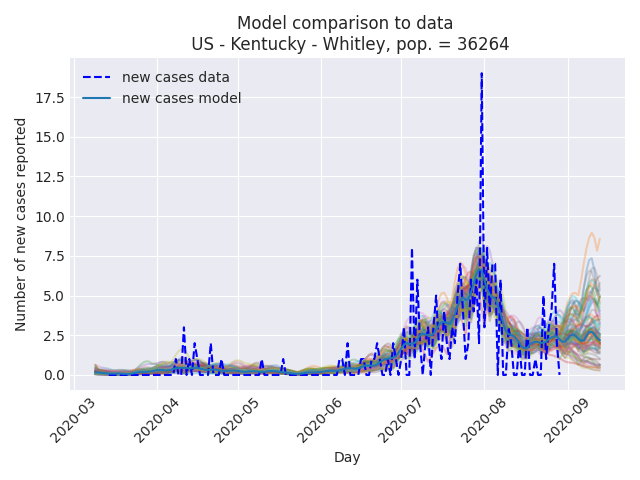 Model comparison to data
US - Kentucky - Whitley, pop. = 36264
new cases data
new cases model
Number of new cases reported
17.5
15.0
12.5
10.0
7.5
5.0
2.5
0.0
2020-03
2020-04
2020-05
2020-06
2020-07
2020-08
2020-09
Day